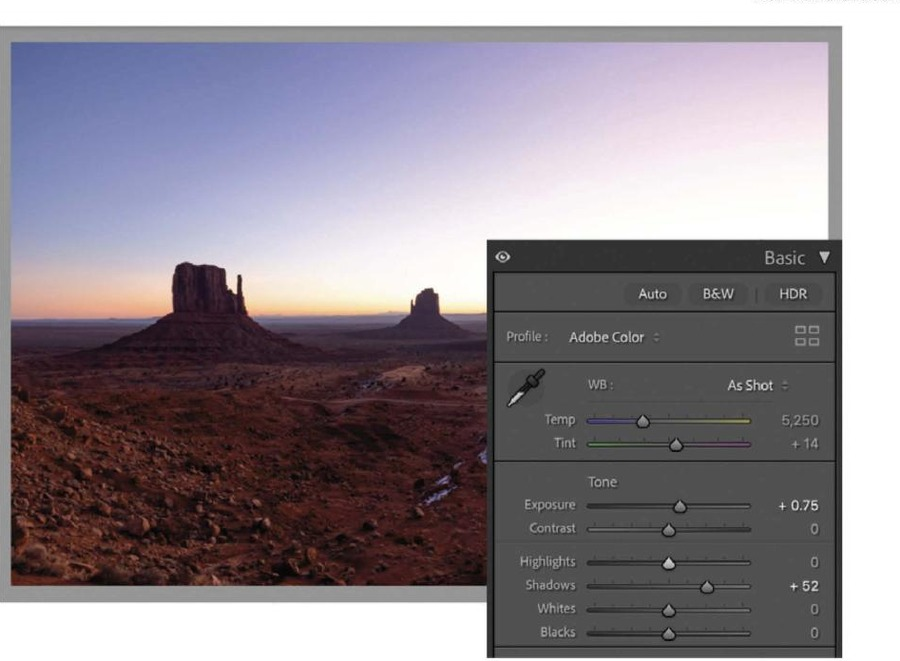 Basic
Auto B&W HDR
Profile : Adobe Color
WB : As Shot
Temp 5,250
Tint + 14
Tone
Exposure + 0.75
Contrast 0
Highlights 0
Shadows + 52
Whites 0
Blacks 0